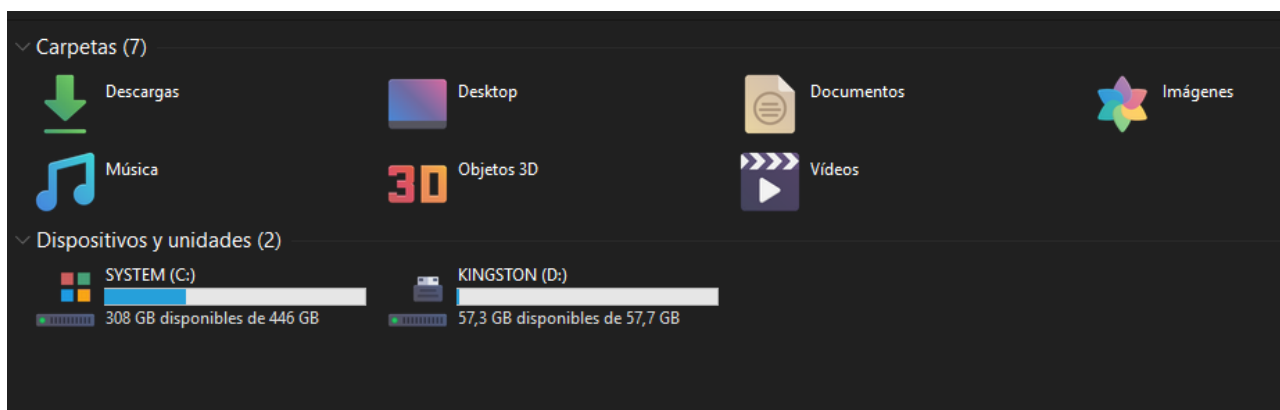 Carpetas (7)
Descargas
Desktop
Documentos
Imágenes
Música
3D
Objetos 3D
Vídeos
Dispositivos y unidades (2)
SYSTEM (C:)
308 GB disponibles de 446 GB
KINGSTON (D:)
57,3 GB disponibles de 57,7 GB